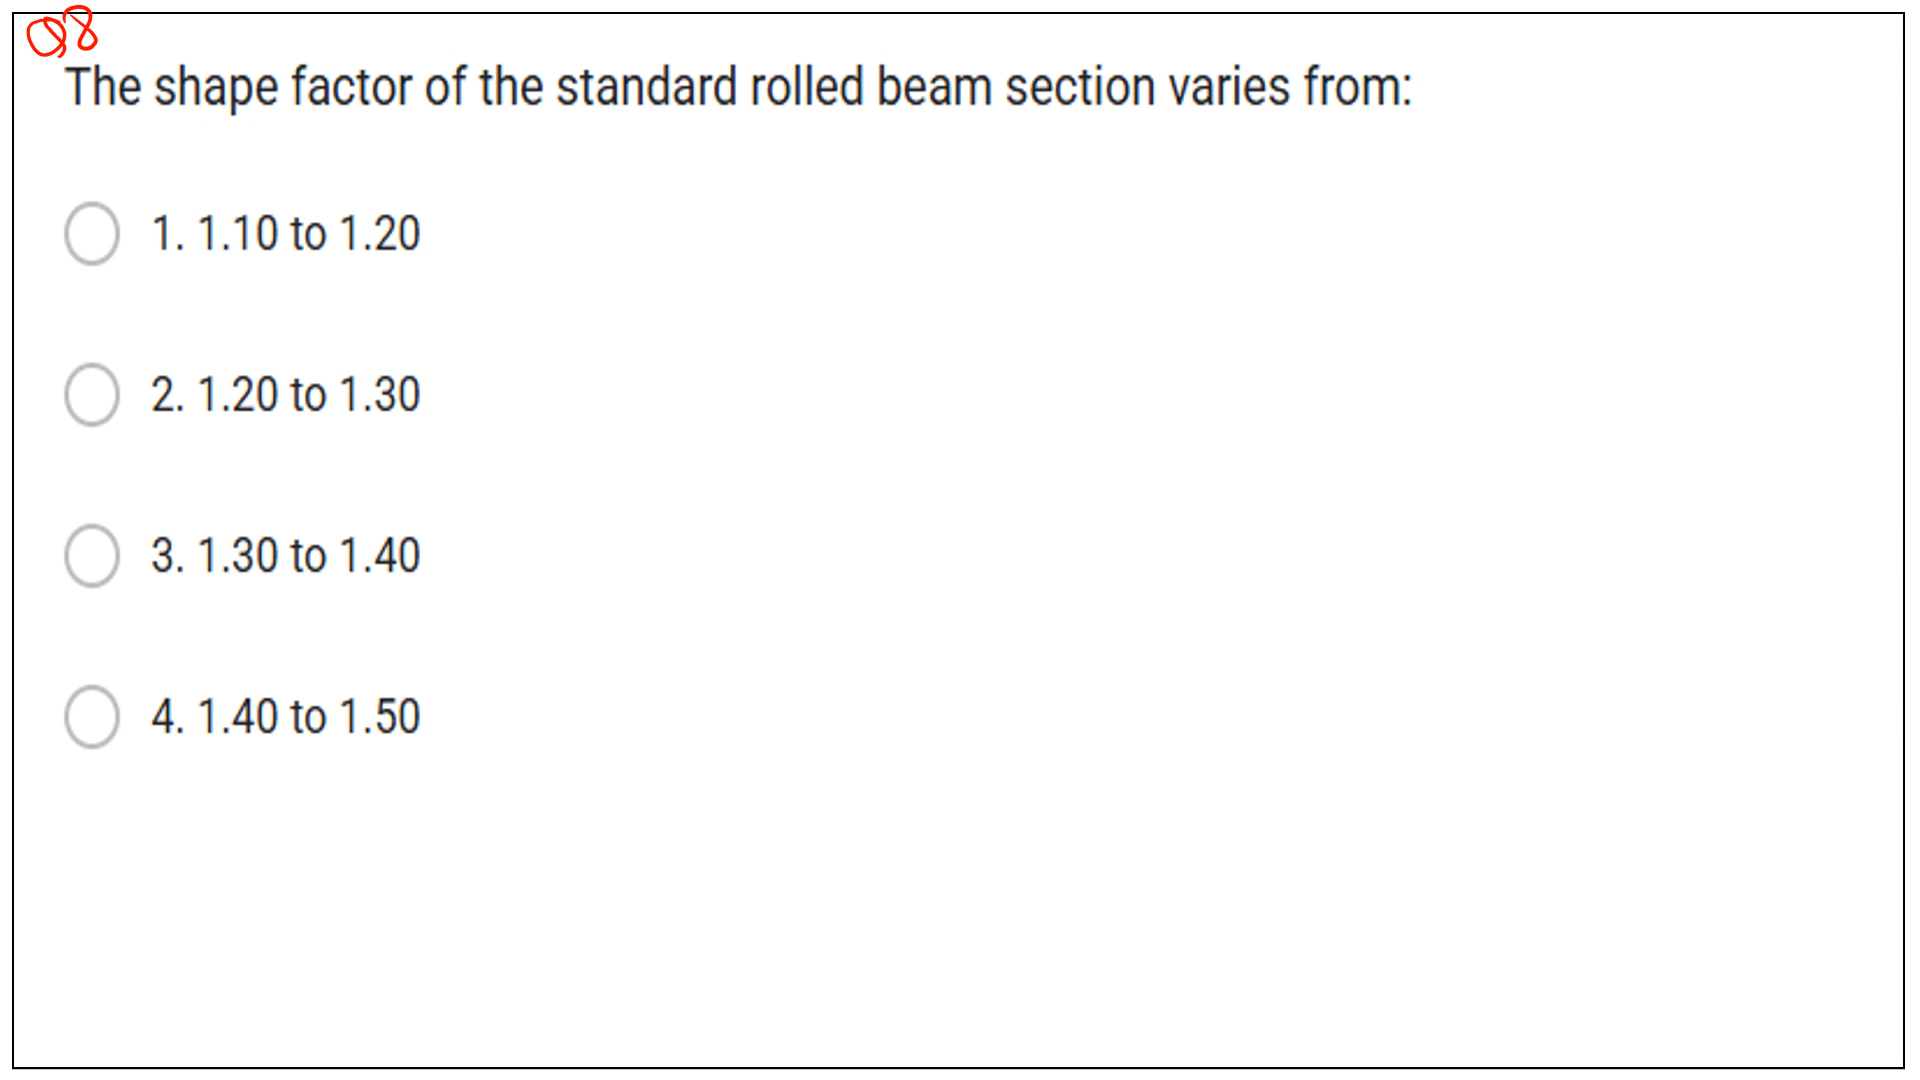 Q8
The shape factor of the standard rolled beam section varies from:
1. 1.10 to 1.20
2. 1.20 to 1.30
3. 1.30 to 1.40
4. 1.40 to 1.50